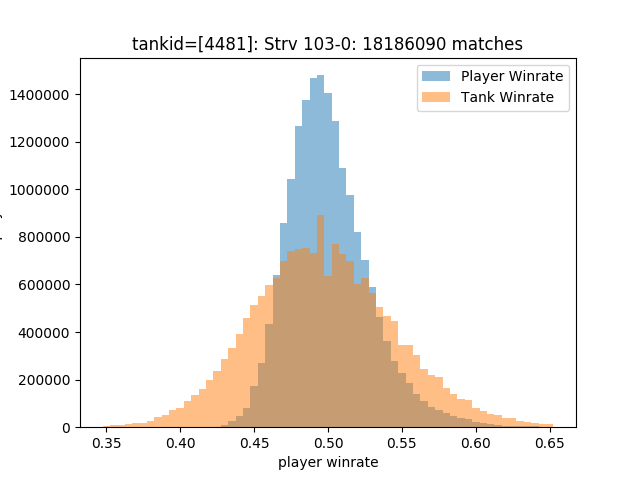 tankid=[4481]: Strv 103-0: 18186090 matches
Player Winrate
Tank Winrate
1400000
1200000
1000000
800000
600000
400000
200000
0
0.35 0.40 0.45 0.50 0.55 0.60 0.65
player winrate